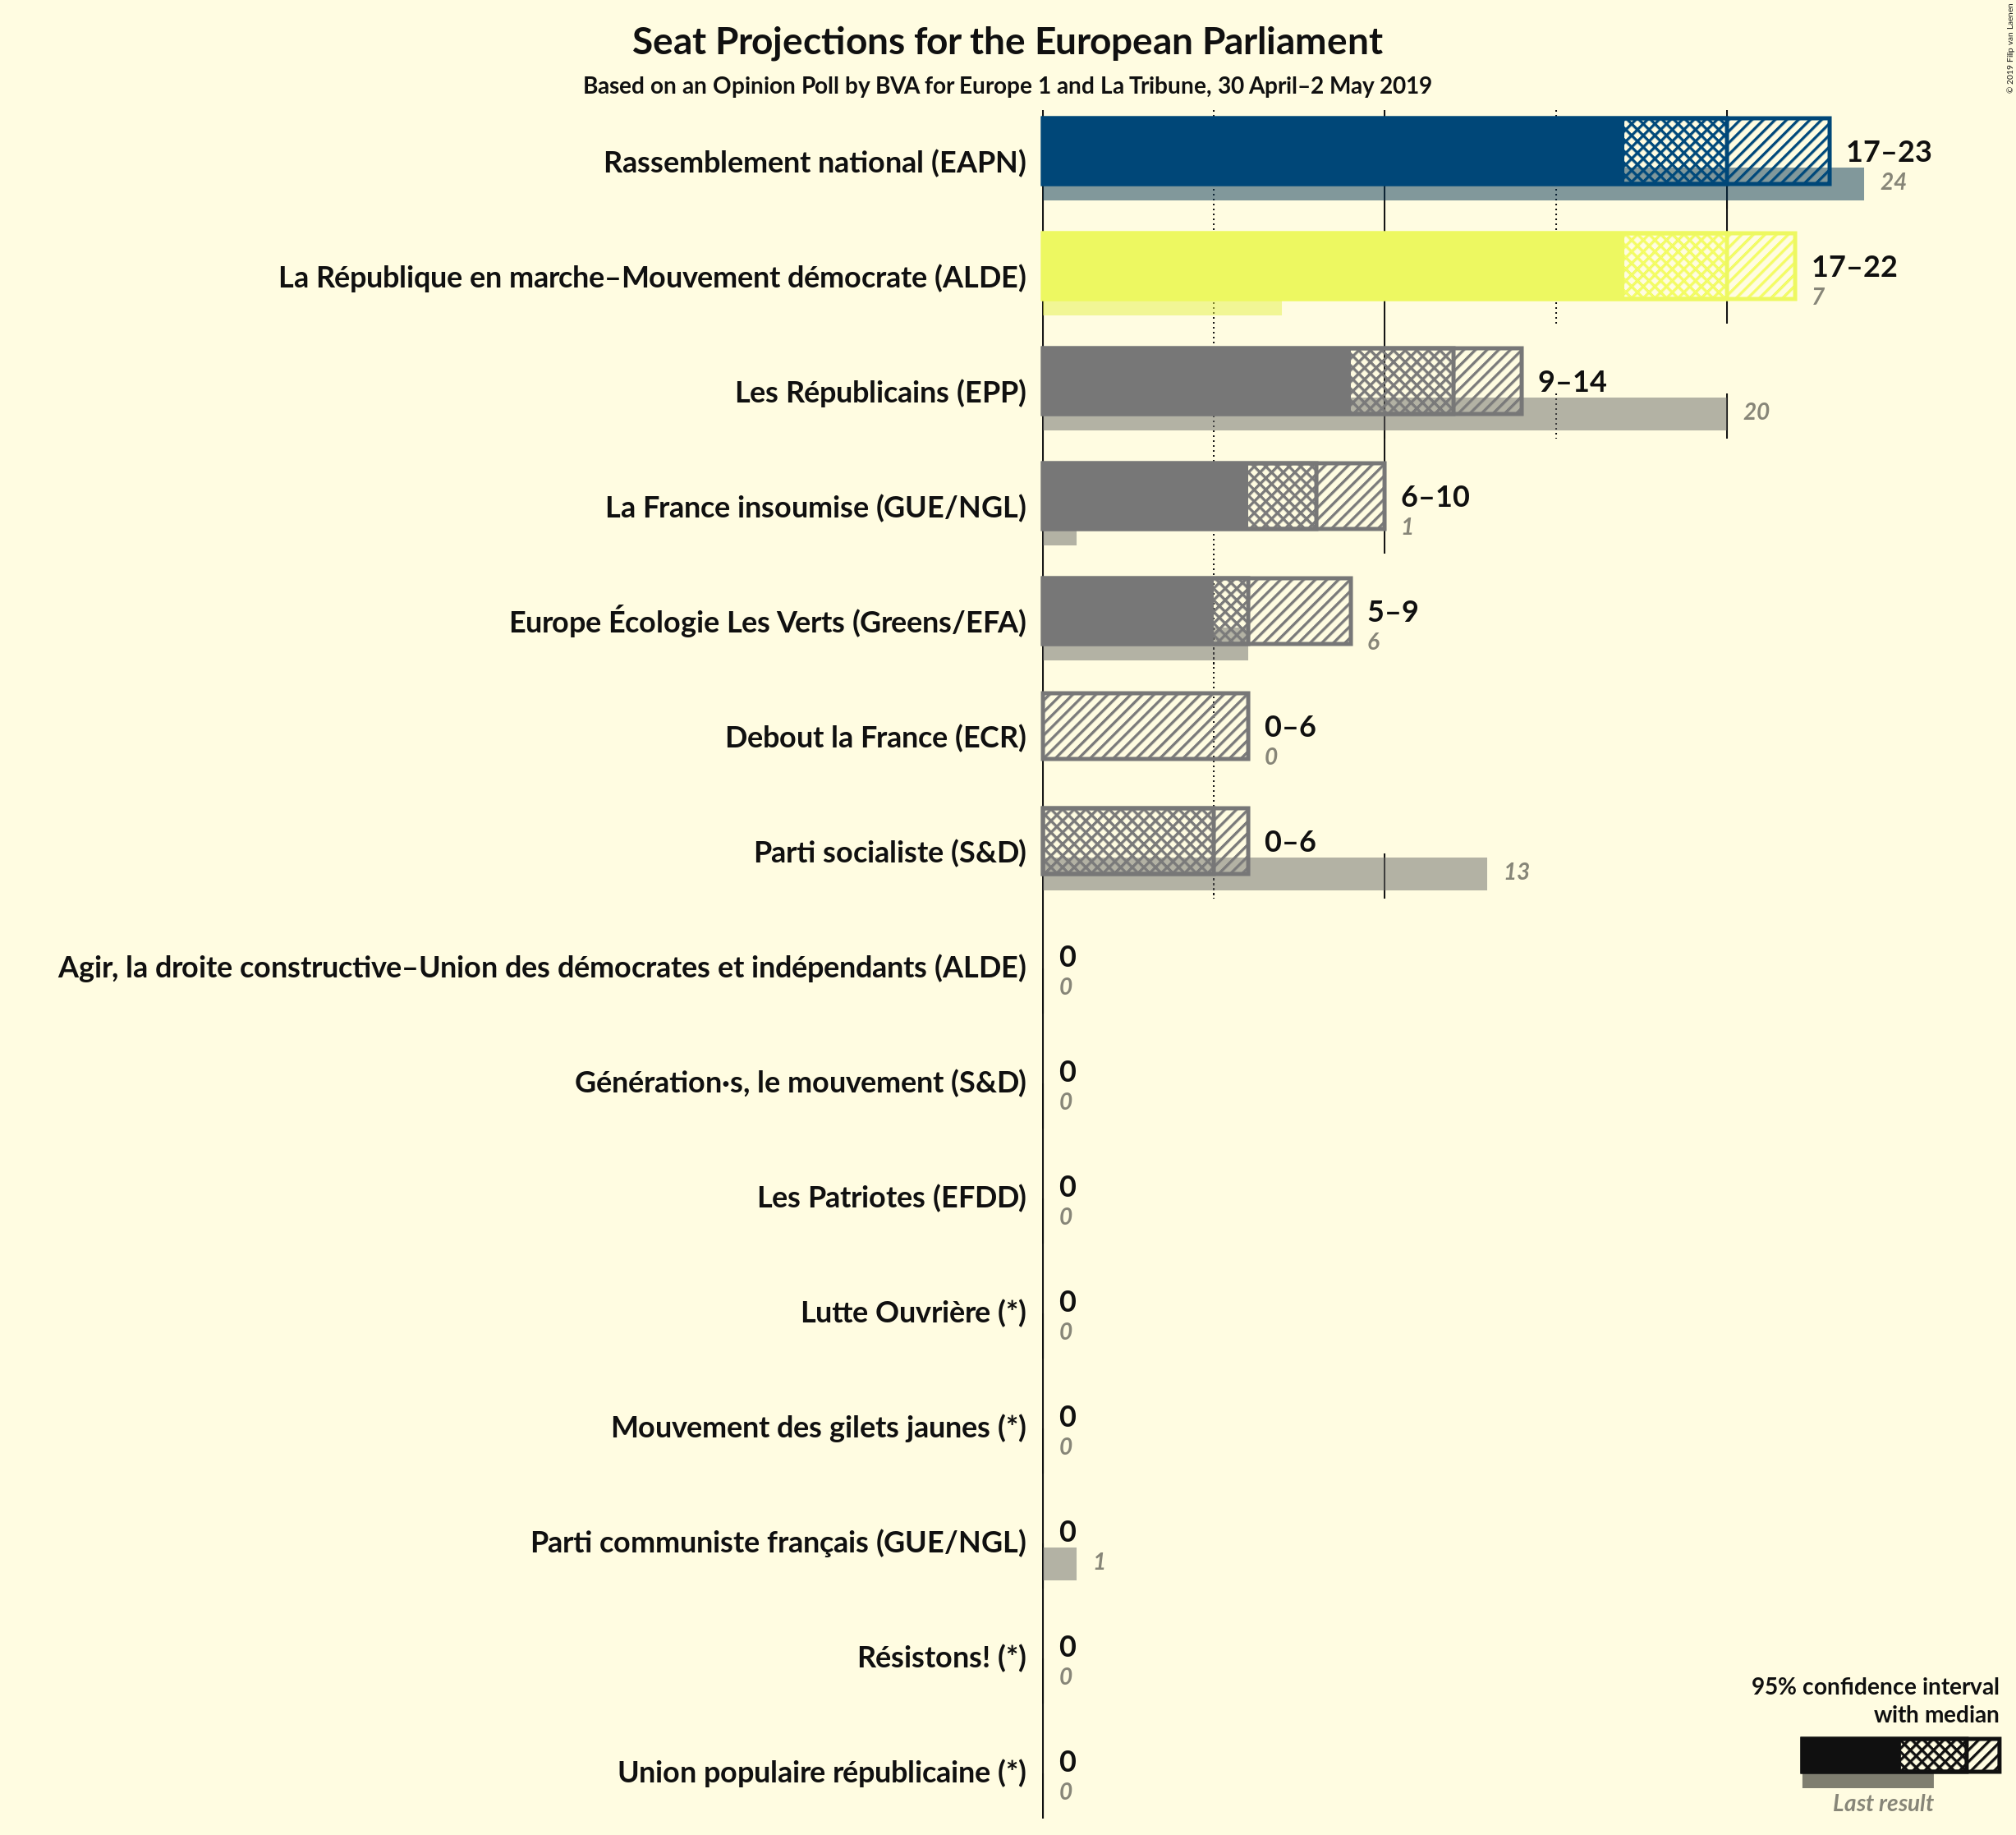 Seat Projections for the European Parliament
Based on an Opinion Poll by BVA for Europe 1 and La Tribune, 30 April–2 May 2019
© 2019 Filip van Laenen
Rassemblement national (EAPN)
17–23
24
La République en marche–Mouvement démocrate (ALDE)
17–22
7
Les Républicains (EPP)
9–14
20
La France insoumise (GUE/NGL)
6–10
1
Europe Écologie Les Verts (Greens/EFA)
5–9
6
Debout la France (ECR)
0–6
0
Parti socialiste (S&D)
0–6
13
Agir, la droite constructive–Union des démocrates et indépendants (ALDE)
0
0
Génération·s, le mouvement (S&D)
0
0
Les Patriotes (EFDD)
0
0
Lutte Ouvrière (*)
0
0
Mouvement des gilets jaunes (*)
0
0
Parti communiste français (GUE/NGL)
0
1
Résistons! (*)
0
0
Union populaire républicaine (*)
0
0
95% confidence interval
with median
Last result